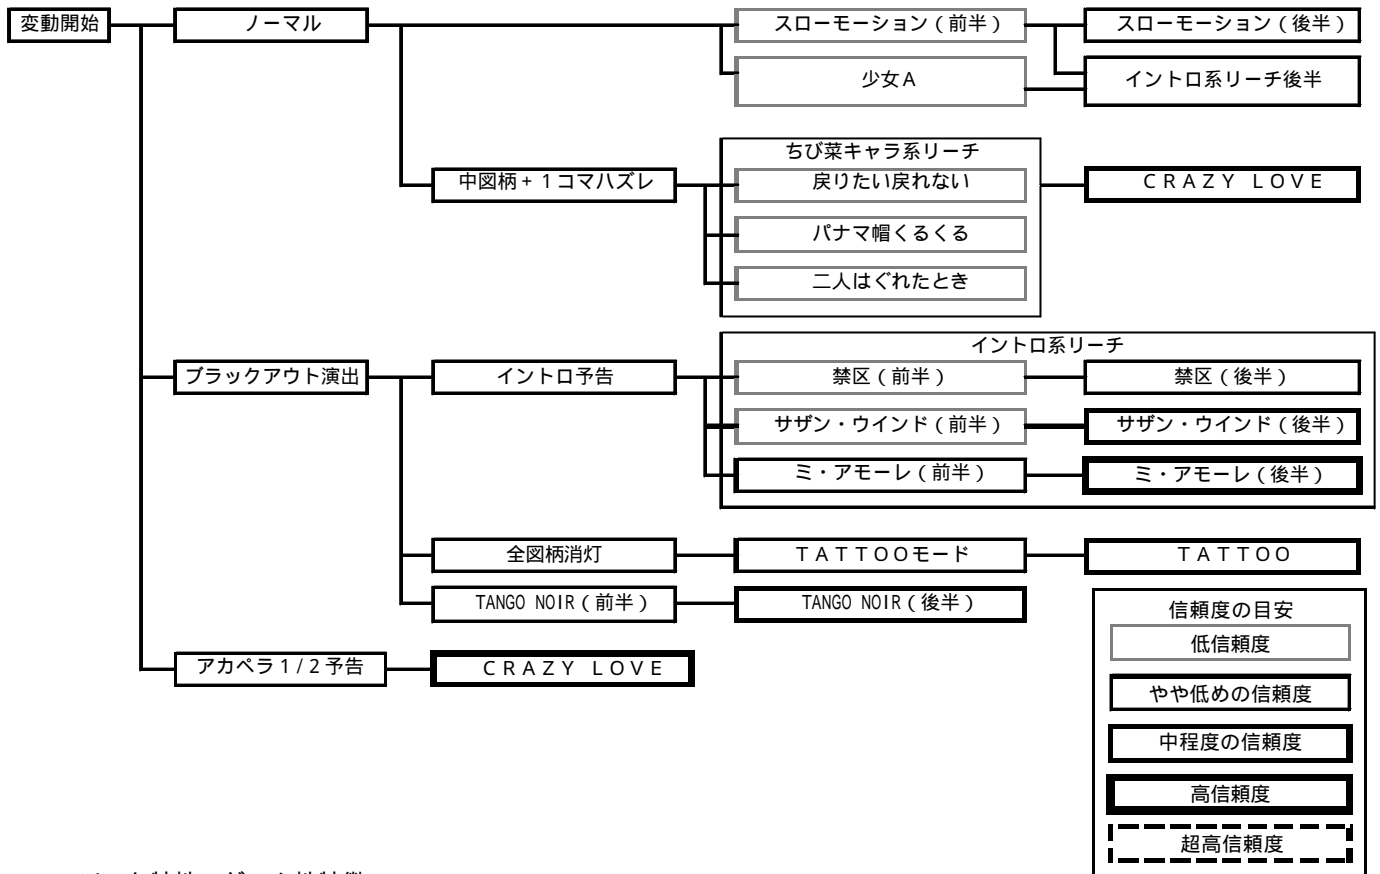 変動開始
ノーマル
スローモーション（前半）
スローモーション（後半）
少女A
イントロ系リーチ後半
ちび菜キャラ系リーチ
中図柄+1コマハズレ
戻りたい戻れない
CRAZY LOVE
パナマ帽くるくる
二人はぐれたとき
イントロ系リーチ
ブラックアウト演出
イントロ予告
禁区（前半）
禁区（後半）
サザン・ウインド（前半）
サザン・ウインド（後半）
ミ・アモーレ（前半）
ミ・アモーレ（後半）
全図柄消灯
TATTOOモード
TATTOO
TANGO NOIR（前半）
TANGO NOIR（後半）
アカペラ1/2予告
CRAZY LOVE
信頼度の目安
低信頼度
やや低めの信頼度
中程度の信頼度
高信頼度
超高信頼度